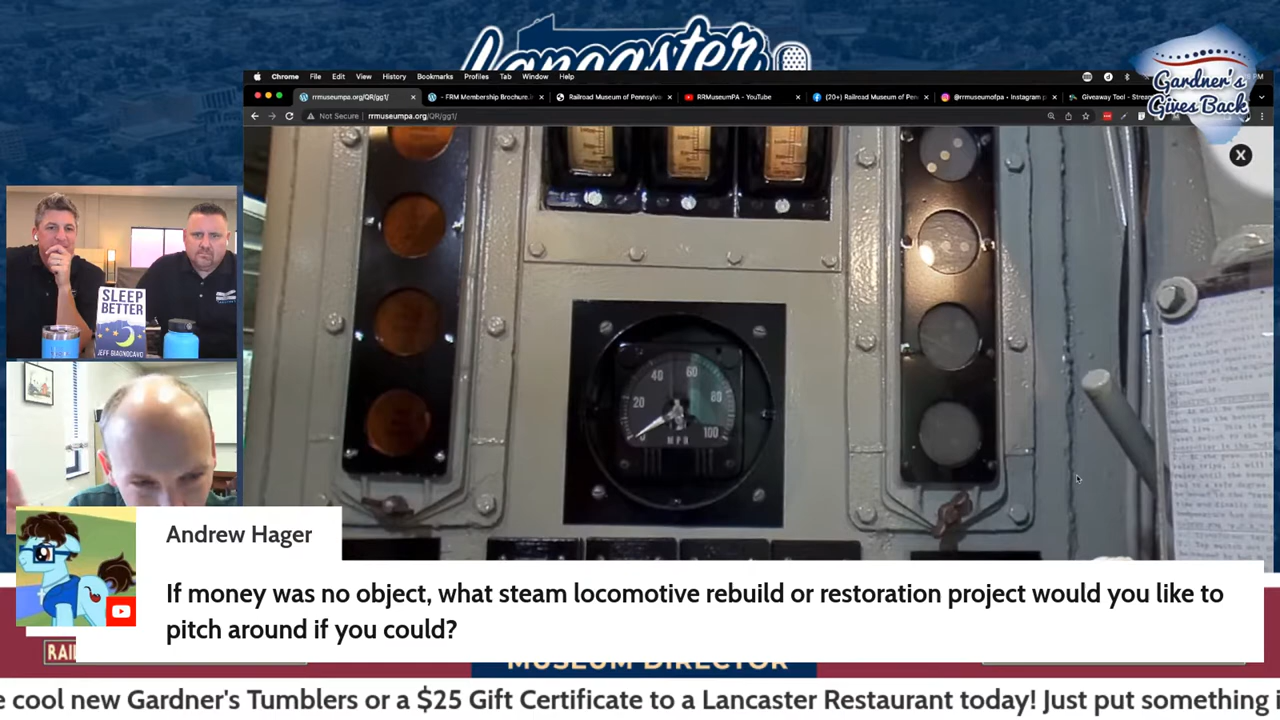 Lancaster
Gardner's
Gives Back
Chrome File Edit View History Bookmarks Profiles Tab Window Help
rrmuseumpa.org/QR/gg1/
- FRM Membership Brochure.i
Railroad Museum of Pennsylva
RRMuseumPA - YouTube
(20+) Railroad Museum of Pen
@rrmuseumofpa • Instagram p
Giveaway Tool - Strea
Not Secure | rrmuseumpa.org/QR/gg1/
X
SLEEP
BETTER
JEFF GIAGNOCAVO
0 20 40 60 80 100
MPH
Andrew Hager
If money was no object, what steam locomotive rebuild or restoration project would you like to
pitch around if you could?
RAIL
MUSEUM DIRECTOR
e cool new Gardner's Tumblers or a $25 Gift Certificate to a Lancaster Restaurant today! Just put something i